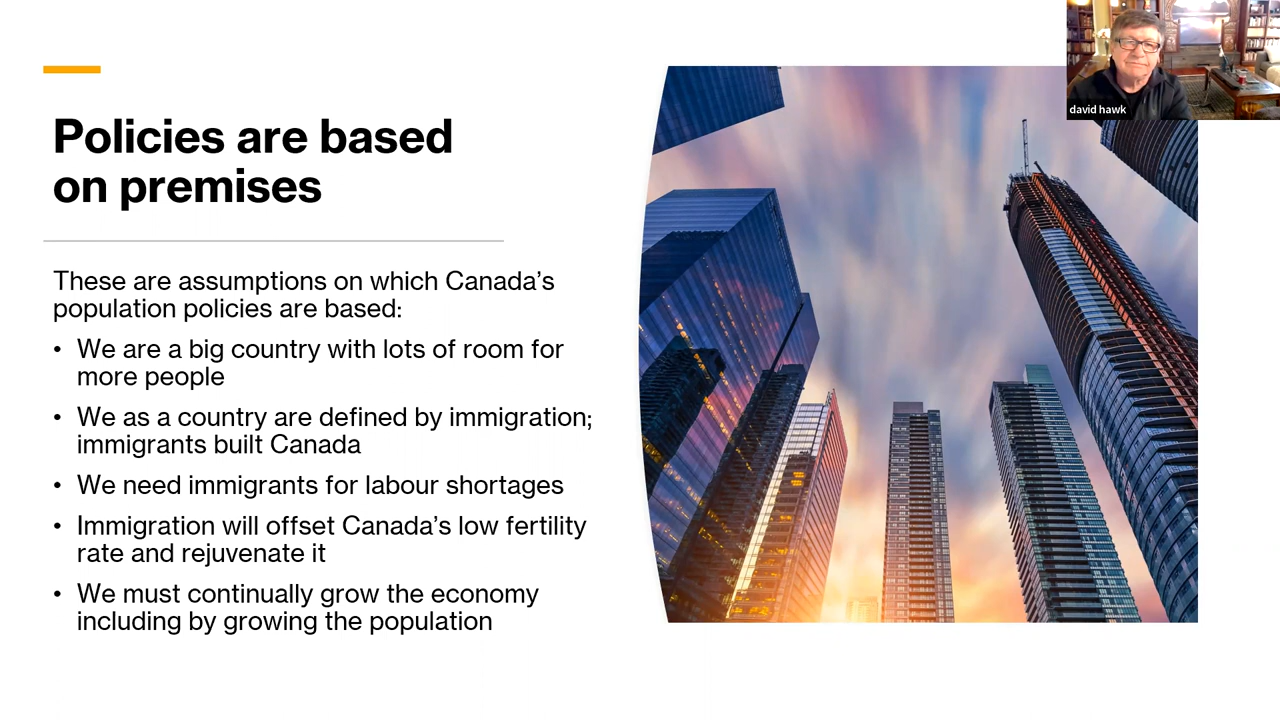 Policies are based
on premises
These are assumptions on which Canada’s
population policies are based:
• We are a big country with lots of room for
more people
• We as a country are defined by immigration;
immigrants built Canada
• We need immigrants for labour shortages
• Immigration will offset Canada’s low fertility
rate and rejuvenate it
• We must continually grow the economy
including by growing the population
david hawk